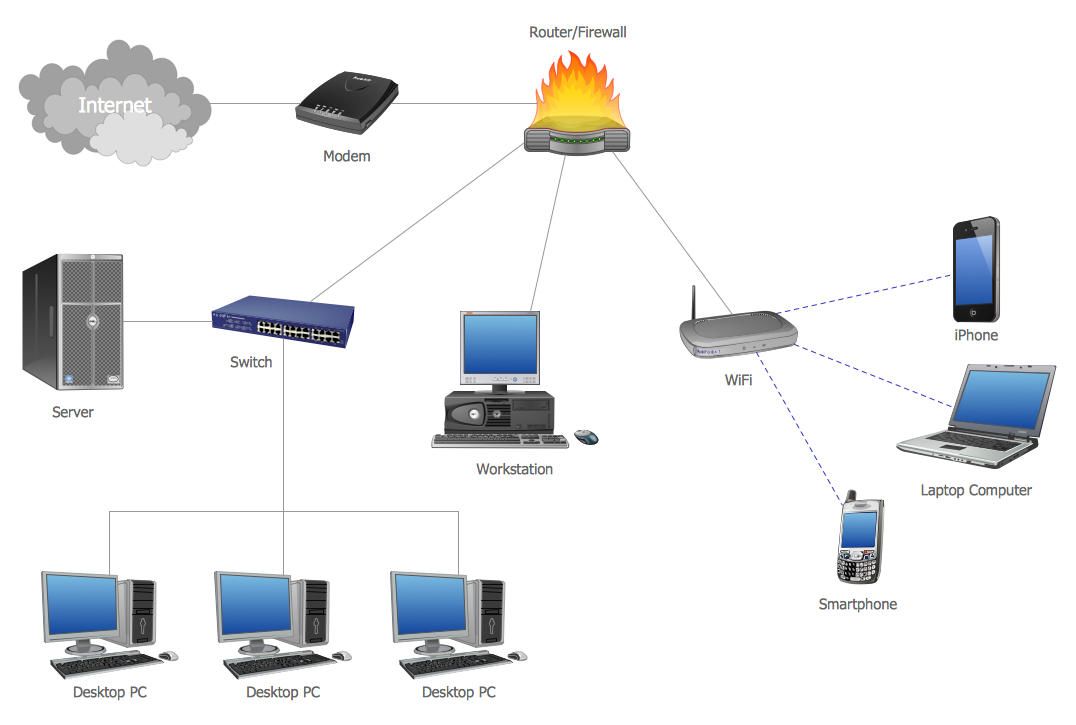 Router/Firewall
Internet
Modem
Switch
Server
WiFi
iPhone
Workstation
Laptop Computer
Smartphone
Desktop PC
Desktop PC
Desktop PC